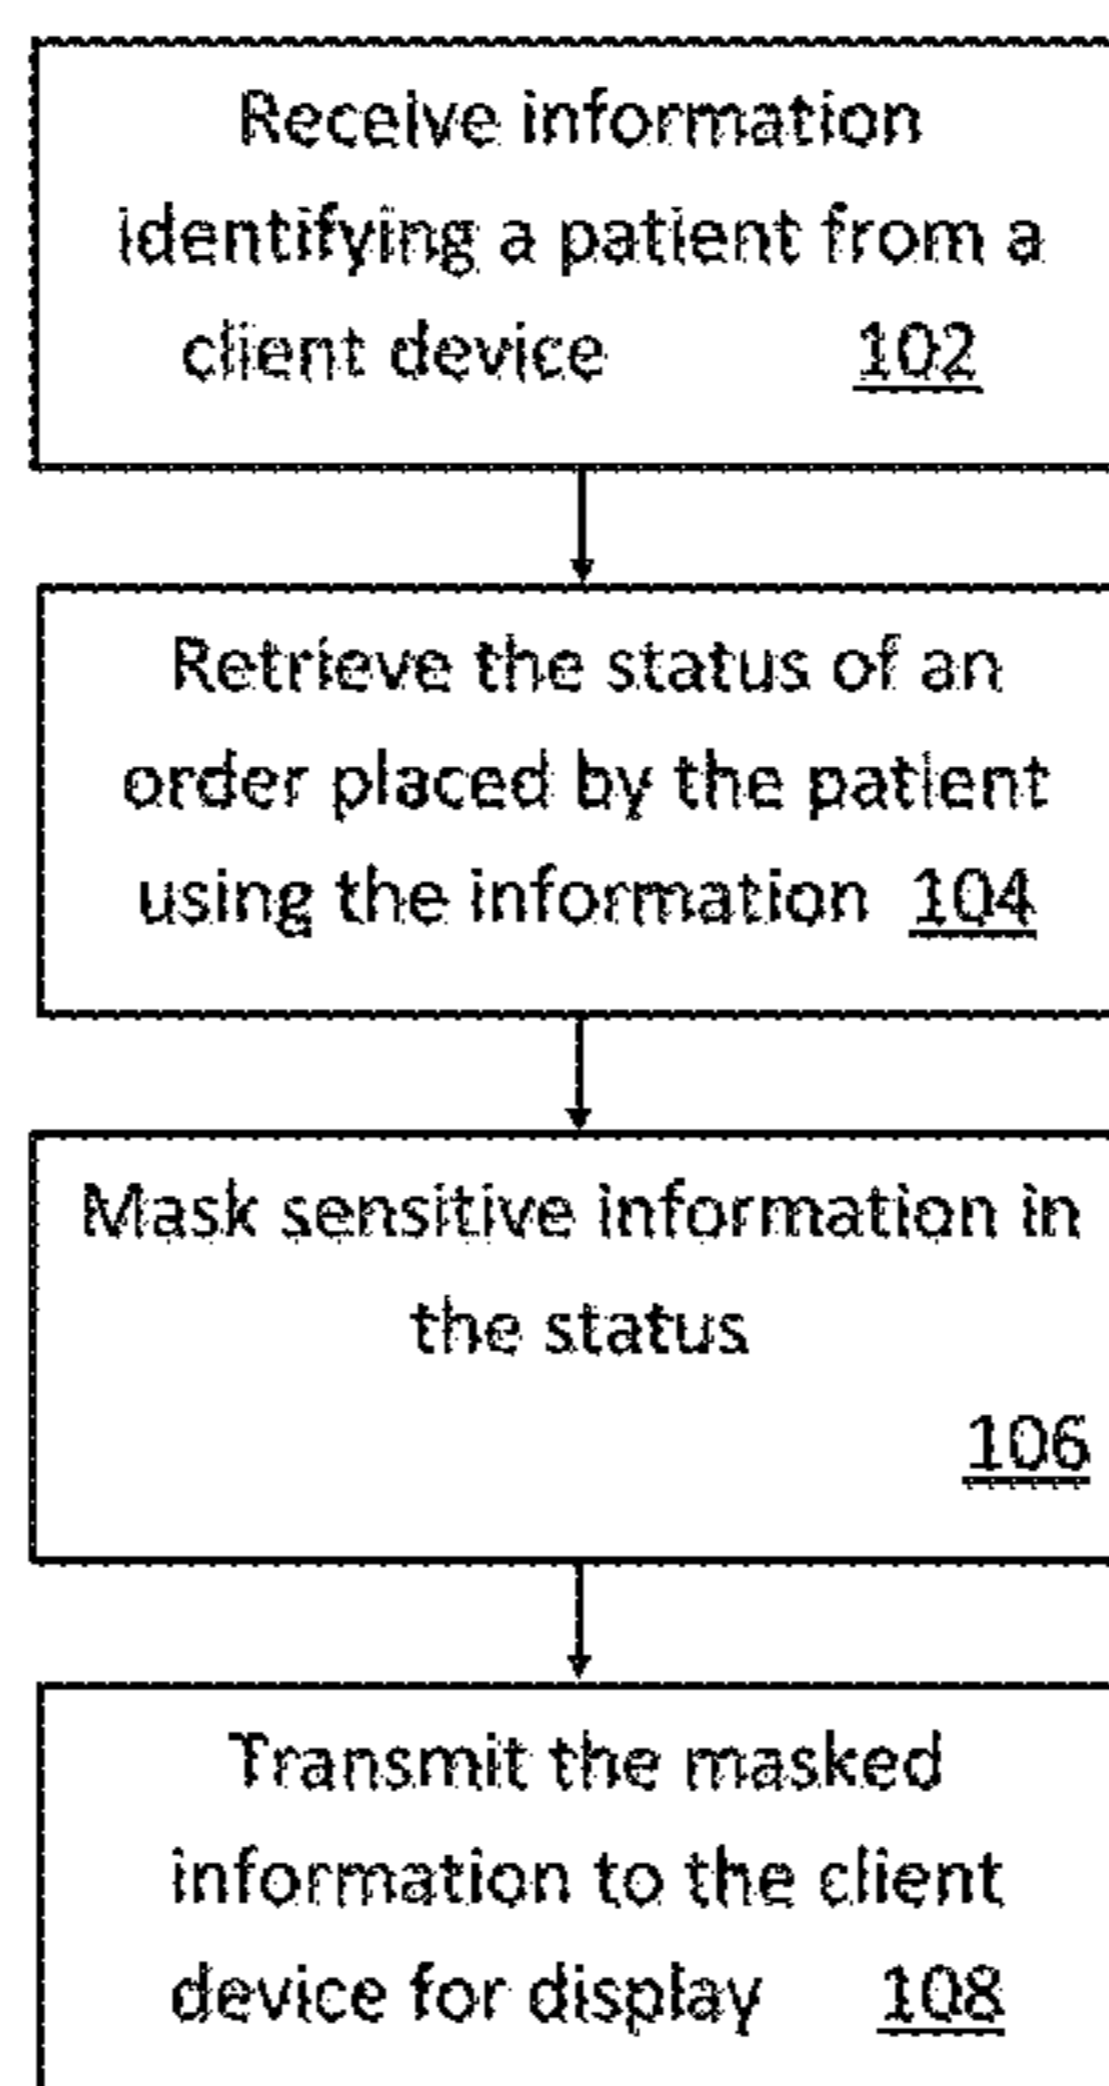 Receive information
identifying a patient from a
client device 102
Retrieve the status of an
order placed by the patient
using the information 104
Mask sensitive information in
the status
106
Transmit the masked
information to the client
device for display 108